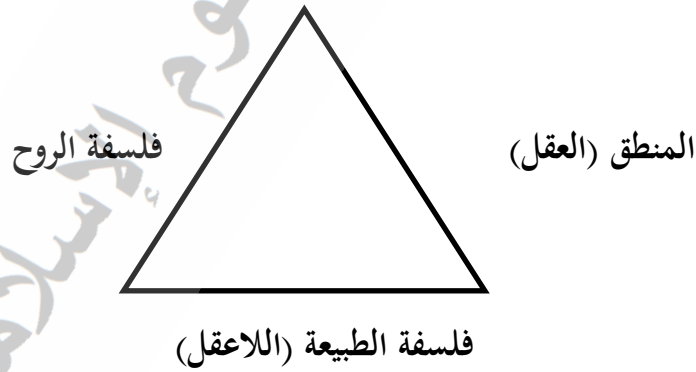 المنطق (العقل)
فلسفة الروح
فلسفة الطبيعة (اللاعقل)